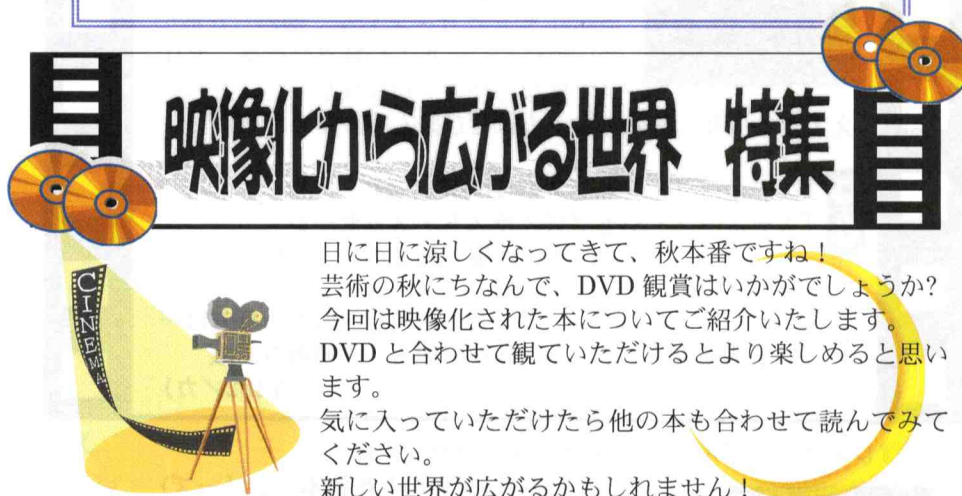 映像化から広がる世界　特集
日に日に涼しくなってきて、秋本番ですね！
芸術の秋にちなんで、DVD 観賞はいかがでしょうか?
今回は映像化された本についてご紹介いたします。
DVD と合わせて観ていただけるとより楽しめると思い
ます。
気に入っていただけたら他の本も合わせて読んでみて
ください。
新しい世界が広がるかもしれません！
CINEMA